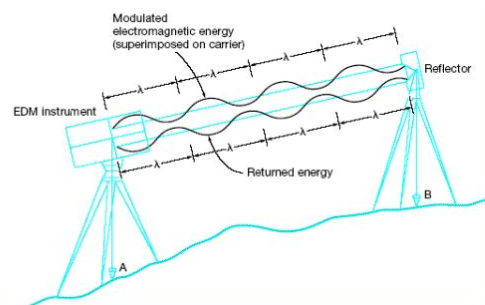 Modulated
electromagnetic energy
(superimposed on carrier)
λ
λ
λ
λ
Reflector
EDM instrument
λ
λ
λ
λ
Returned energy
B
A